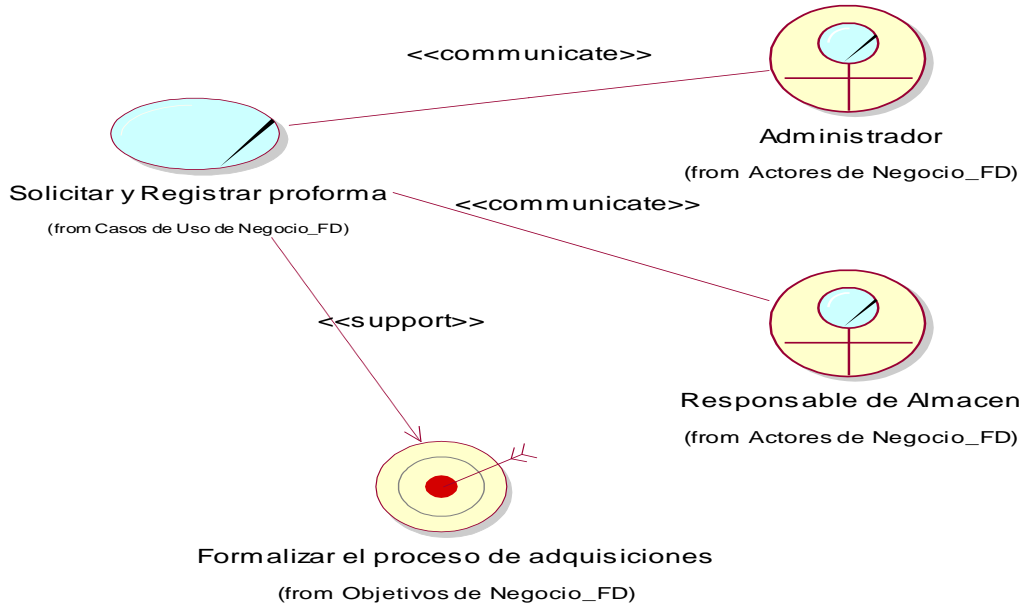 <<communicate>>
Administrador
(from Actores de Negocio_FD)
Solicitar y Registrar proforma
(from Casos de Uso de Negocio_FD)
<<communicate>>
<<support>>
Responsable de Almacen
(from Actores de Negocio_FD)
Formalizar el proceso de adquisiciones
(from Objetivos de Negocio_FD)